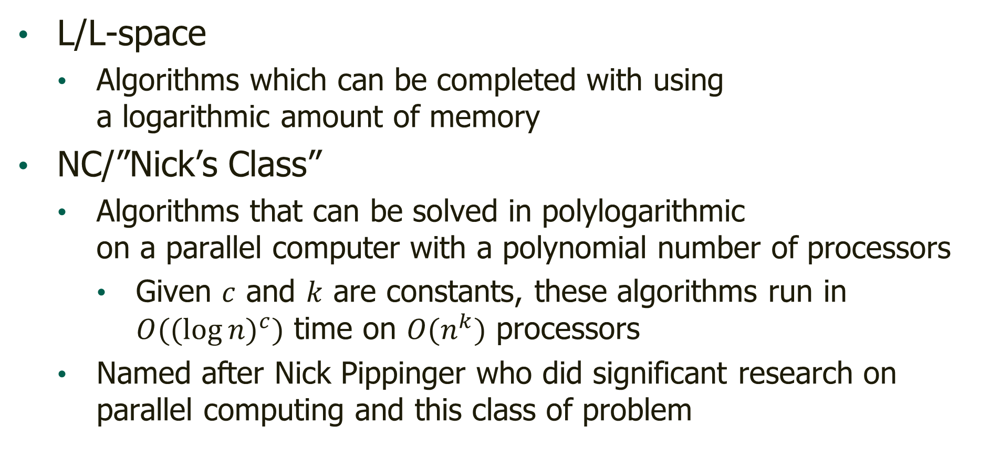 • L/L-space
• Algorithms which can be completed with using
a logarithmic amount of memory
• NC/”Nick’s Class”
• Algorithms that can be solved in polylogarithmic
on a parallel computer with a polynomial number of processors
• Given 𝑐 and 𝑘 are constants, these algorithms run in
𝑂((log 𝑛)^𝑐) time on 𝑂(𝑛^𝑘) processors
• Named after Nick Pippinger who did significant research on
parallel computing and this class of problem